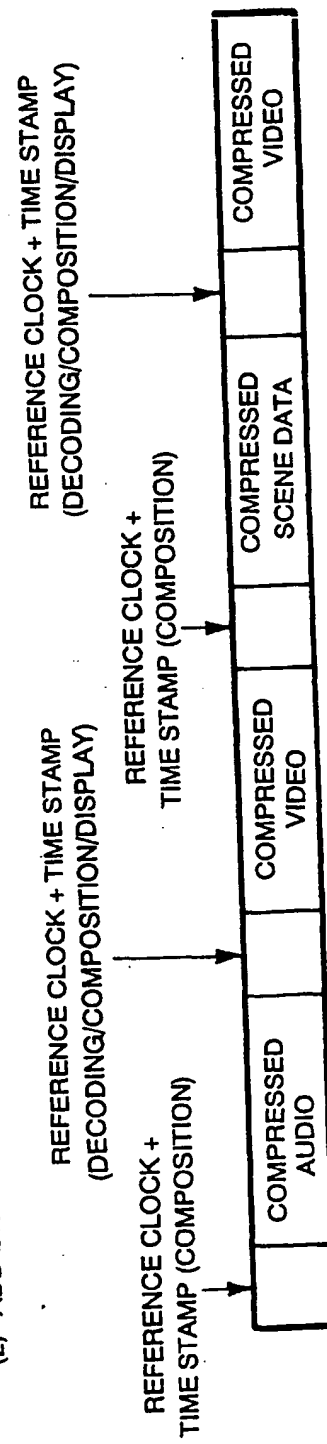 REFERENCE CLOCK +
TIME STAMP (COMPOSITION)
REFERENCE CLOCK + TIME STAMP
(DECODING/COMPOSITION/DISPLAY)
REFERENCE CLOCK +
TIME STAMP (COMPOSITION)
REFERENCE CLOCK + TIME STAMP
(DECODING/COMPOSITION/DISPLAY)
COMPRESSED
AUDIO
COMPRESSED
VIDEO
COMPRESSED
SCENE DATA
COMPRESSED
VIDEO